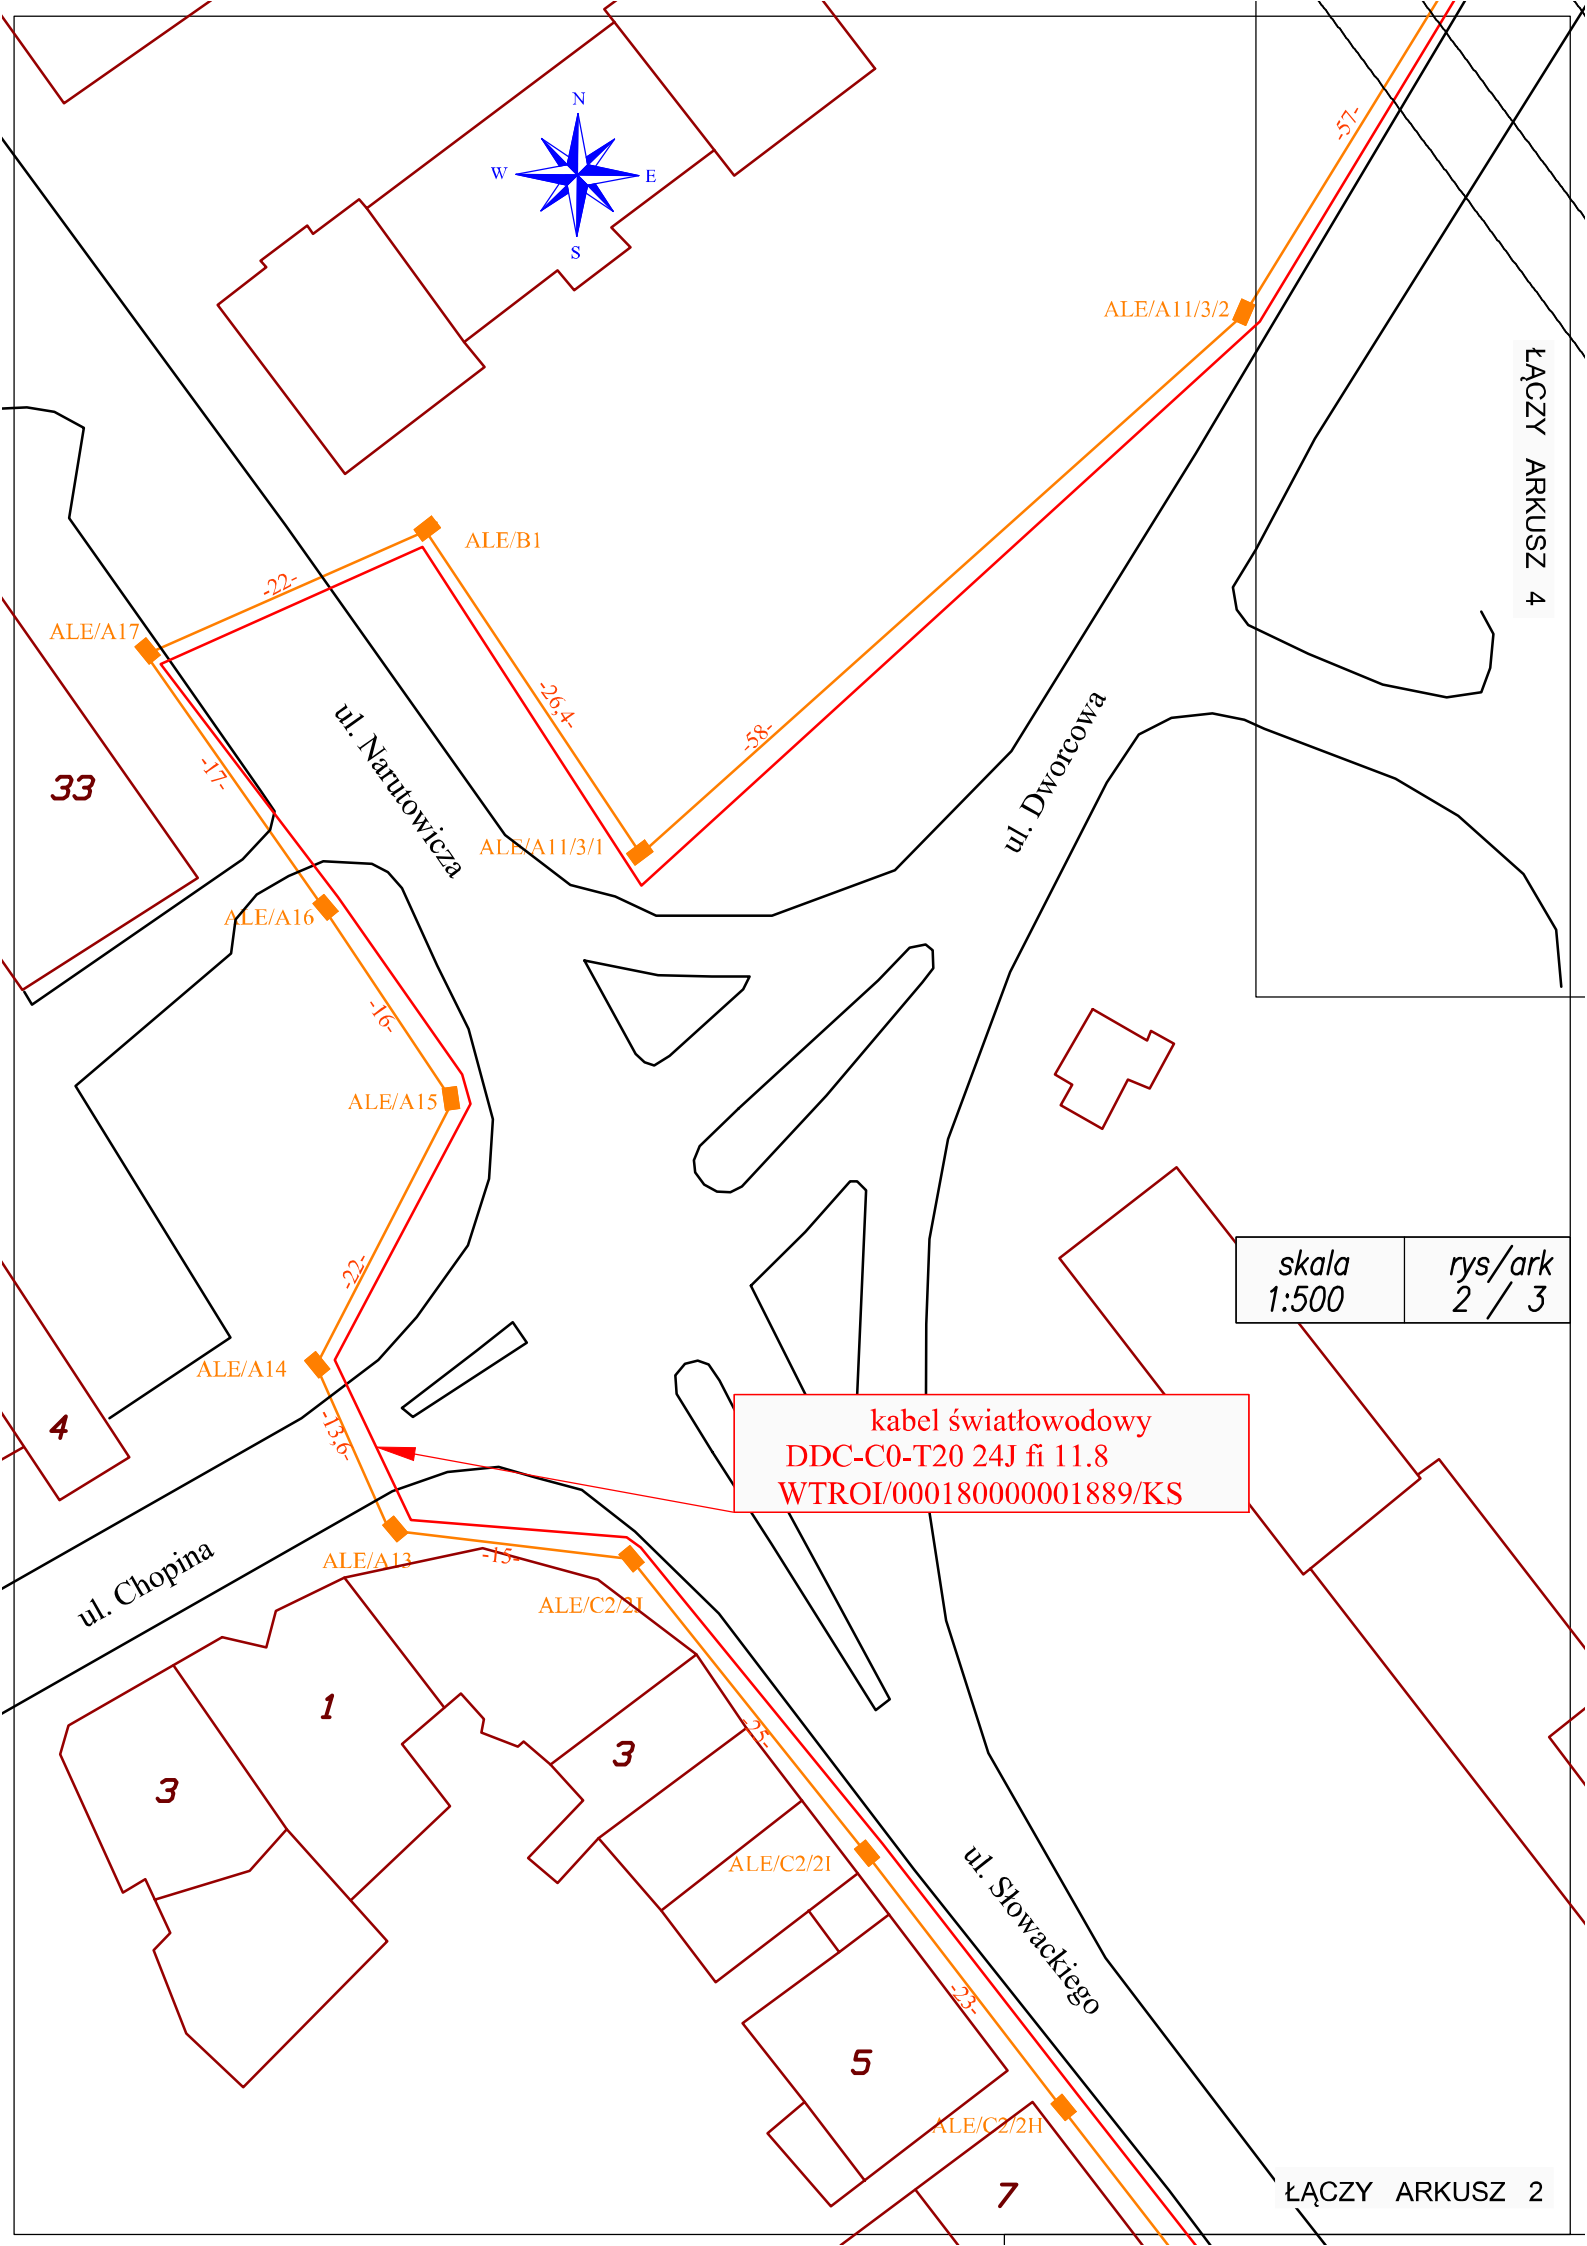 N
W
E
S
-57-
ALE/A11/3/2
ŁĄCZY ARKUSZ 4
ALE/B1
-22-
ALE/A17
-26,4-
-58-
ul. Narutowicza
ul. Dworcowa
-17-
33
ALE/A11/3/1
ALE/A16
-16-
ALE/A15
-22-
skala
1:500
rys/ark
2 / 3
ALE/A14
4
-13,6-
kabel światłowodowy
DDC-C0-T20 24J fi 11.8
WTROI/000180000001889/KS
ALE/A13
-15-
ul. Chopina
ALE/C2/2J
1
3
3
-25-
ALE/C2/2I
ul. Słowackiego
-23-
5
ALE/C2/2H
7
ŁĄCZY ARKUSZ 2